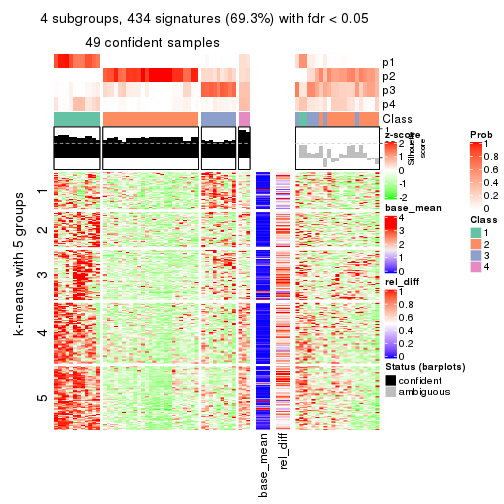 4 subgroups, 434 signatures (69.3%) with fdr < 0.05
49 confident samples
p1
p2
p3
p4
Class
1
Silhouette
score
k-means with 5 groups
1
2
3
4
5
base_mean
rel_diff
z-score
2
1
0
-1
-2
base_mean
4
3
2
1
0
rel_diff
1
0.8
0.6
0.4
0.2
0
Status (barplots)
confident
ambiguous
Prob
1
0.8
0.6
0.4
0.2
0
Class
1
2
3
4